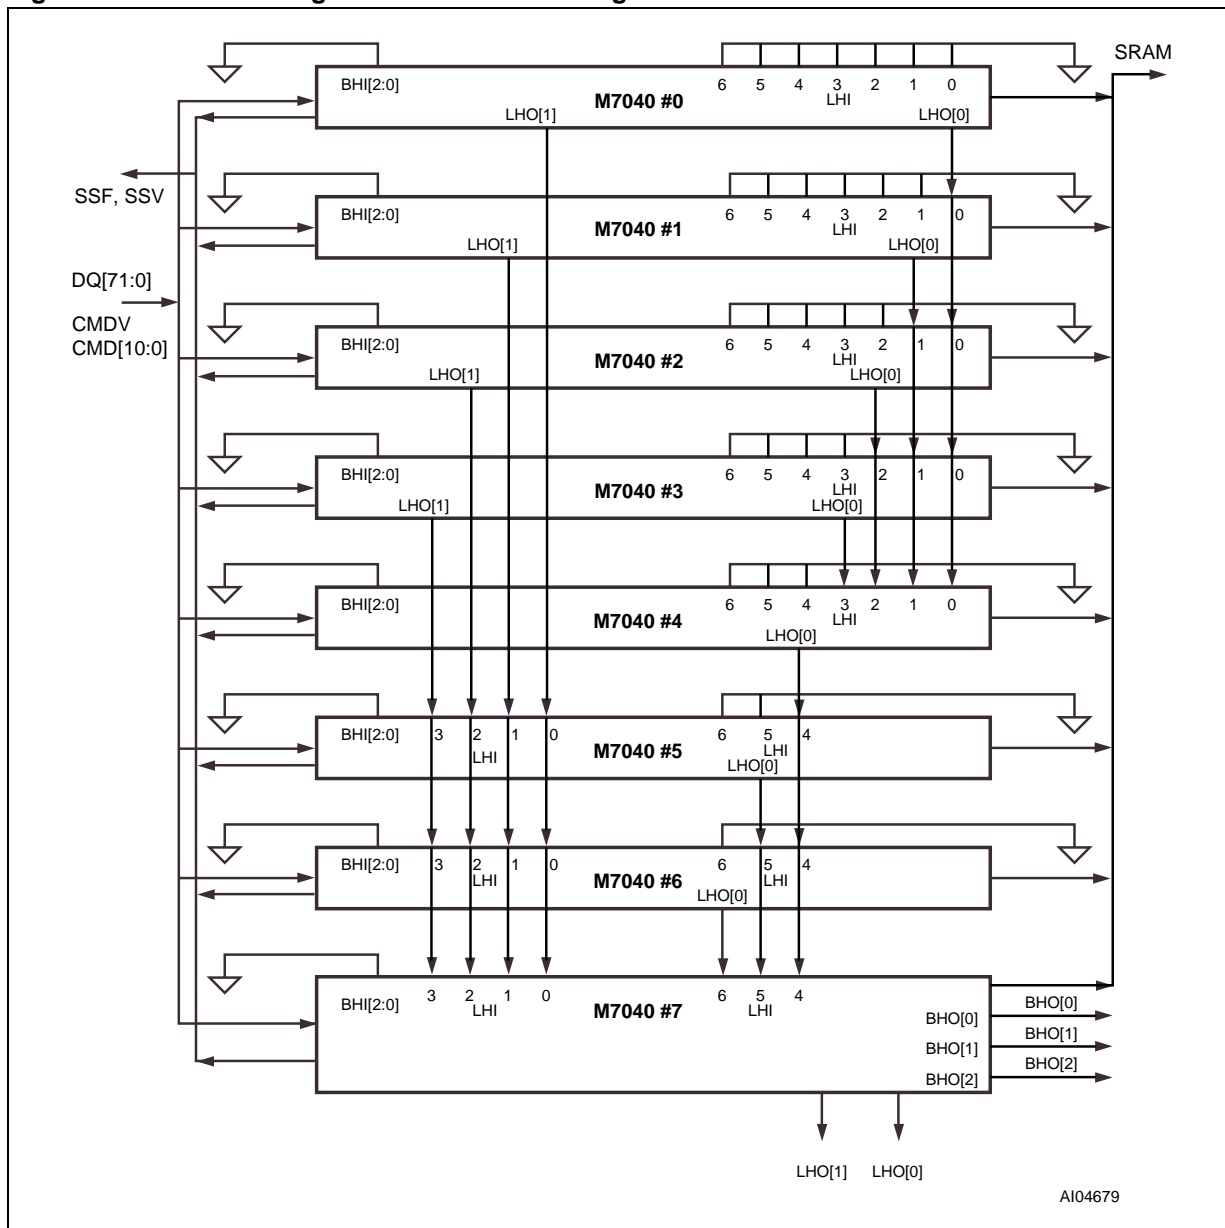 SRAM
BHI[2:0] M7040 #0 6 5 4 3 2 1 0
LHI
LHO[1] LHO[0]
SSF, SSV
BHI[2:0] M7040 #1 6 5 4 3 2 1 0
LHI
LHO[1] LHO[0]
DQ[71:0]
CMDV
CMD[10:0]
BHI[2:0] M7040 #2 6 5 4 3 2 1 0
LHI
LHO[1] LHO[0]
BHI[2:0] M7040 #3 6 5 4 3 2 1 0
LHI
LHO[1] LHO[0]
BHI[2:0] M7040 #4 6 5 4 3 2 1 0
LHI
LHO[0]
BHI[2:0] 3 2 1 0 M7040 #5 6 5 4
LHI LHI
LHO[0]
BHI[2:0] 3 2 1 0 M7040 #6 6 5 4
LHI LHI
LHO[0]
BHI[2:0] 3 2 1 0 M7040 #7 6 5 4
LHI LHI
BHO[0] BHO[0]
BHO[1] BHO[1]
BHO[2] BHO[2]
LHO[1] LHO[0]
AI04679